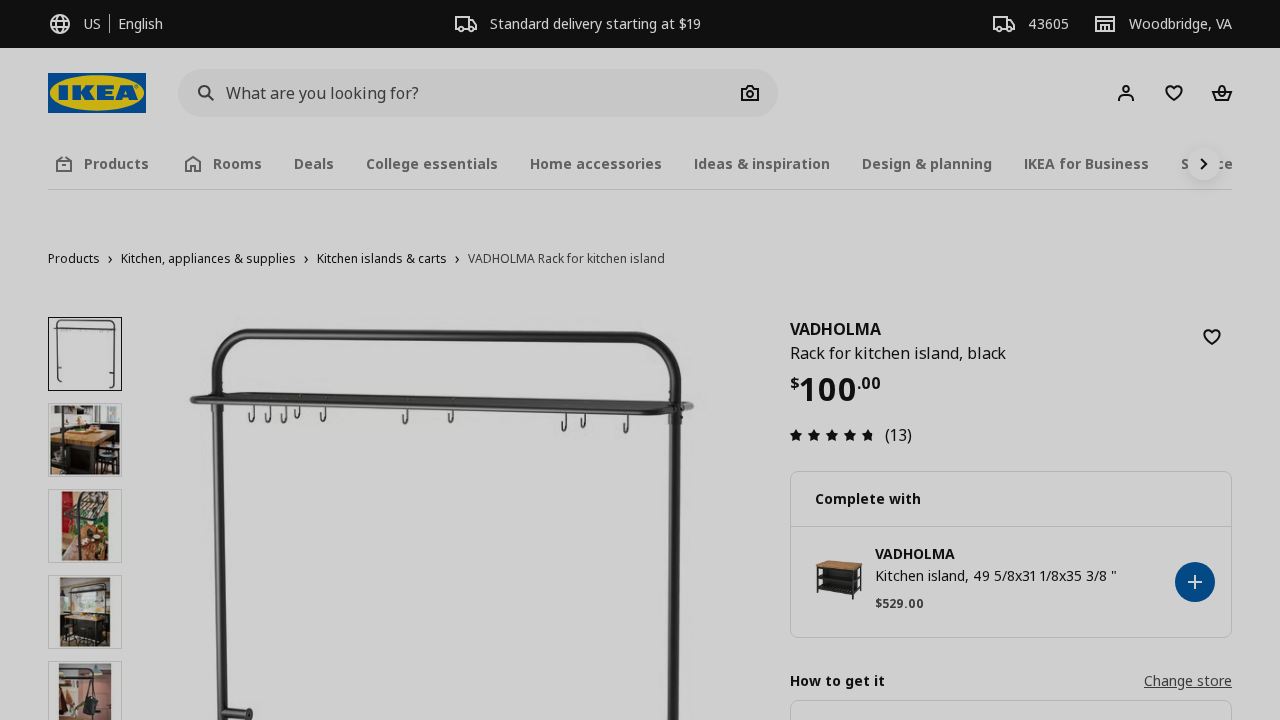 US
English
Standard delivery starting at $19
43605
Woodbridge, VA
IKEA
What are you looking for?
Products
Rooms
Deals
College essentials
Home accessories
Ideas & inspiration
Design & planning
IKEA for Business
Products › Kitchen, appliances & supplies › Kitchen islands & carts › VADHOLMA Rack for kitchen island
VADHOLMA
Rack for kitchen island, black
$100.00
(13)
Complete with
VADHOLMA
Kitchen island, 49 5/8x31 1/8x35 3/8 "
$529.00
How to get it
Change store